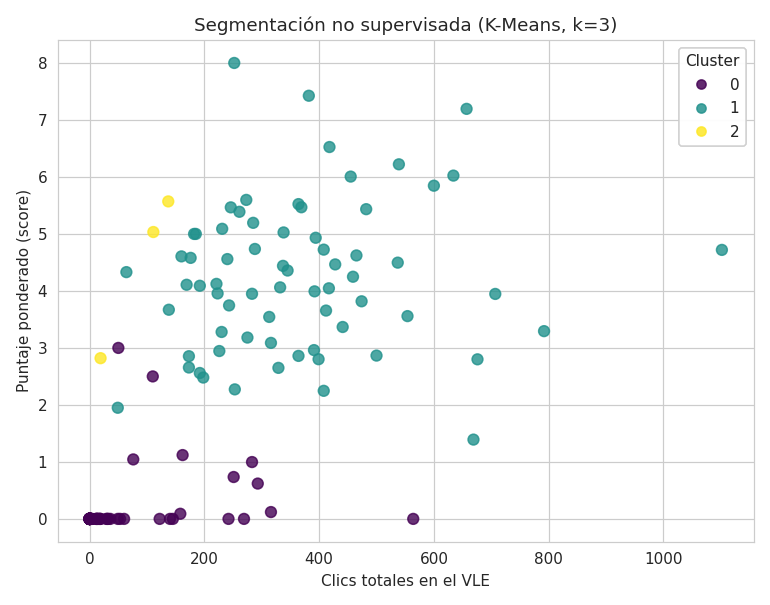 Segmentación no supervisada (K-Means, k=3)
Puntaje ponderado (score)
8
7
6
5
4
3
2
1
0
Cluster
0
1
2
0 200 400 600 800 1000
Clics totales en el VLE